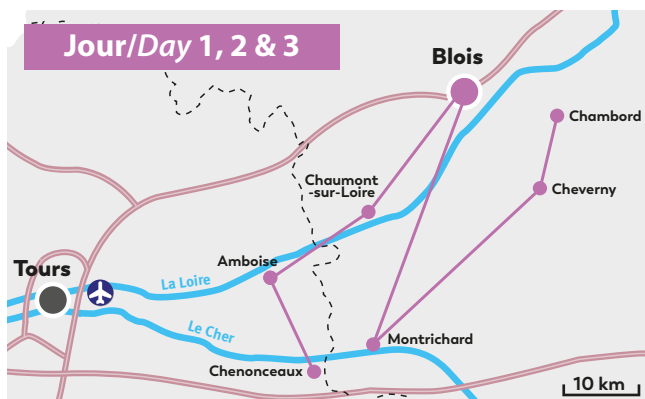 Jour/Day 1, 2 & 3
Blois
Chambord
Chaumont
-sur-Loire
Cheverny
Amboise
Tours
La Loire
Le Cher
Montrichard
Chenonceaux
10 km